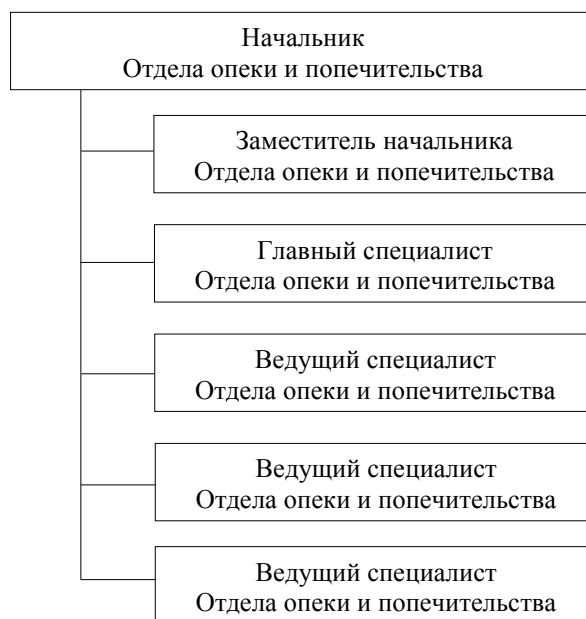 Начальник
Отдела опеки и попечительства
Заместитель начальника
Отдела опеки и попечительства
Главный специалист
Отдела опеки и попечительства
Ведущий специалист
Отдела опеки и попечительства
Ведущий специалист
Отдела опеки и попечительства
Ведущий специалист
Отдела опеки и попечительства